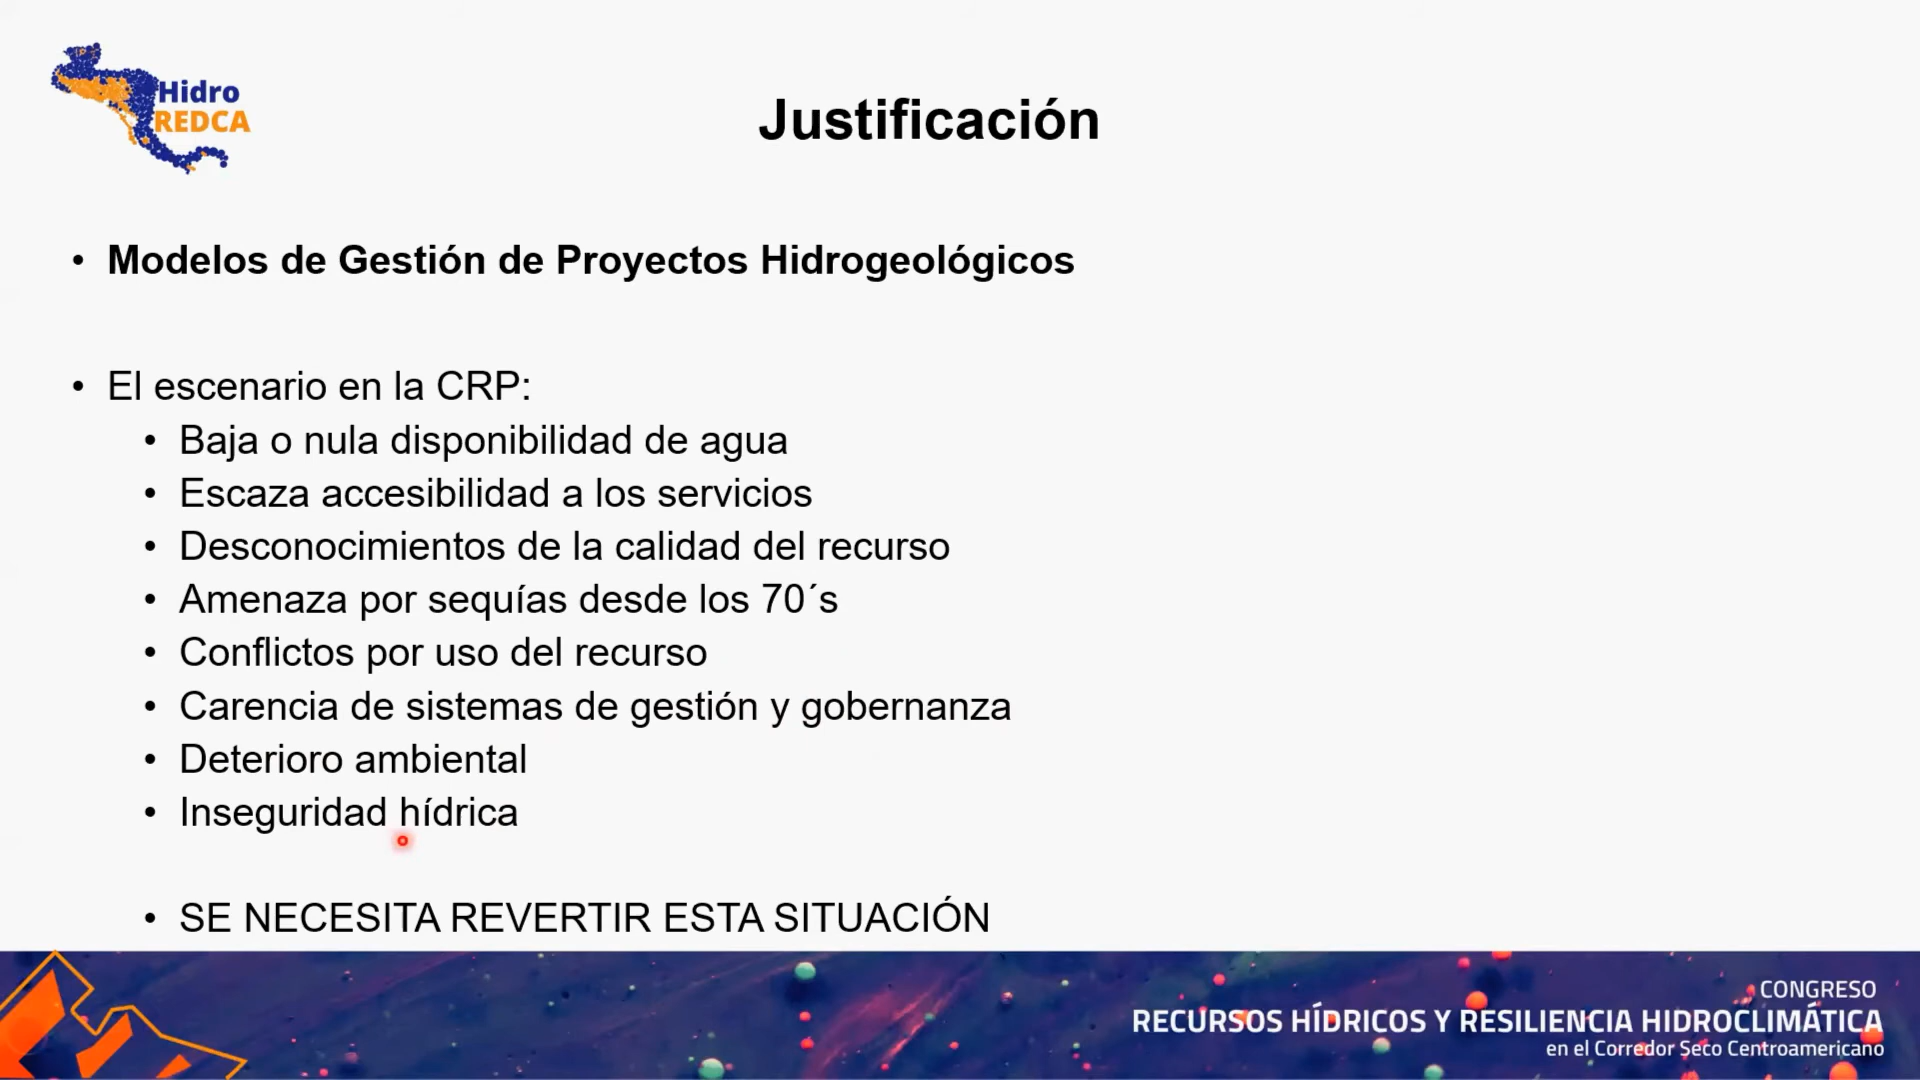 Hidro
REDCA
Justificación
• Modelos de Gestión de Proyectos Hidrogeológicos
• El escenario en la CRP:
• Baja o nula disponibilidad de agua
• Escaza accesibilidad a los servicios
• Desconocimientos de la calidad del recurso
• Amenaza por sequías desde los 70´s
• Conflictos por uso del recurso
• Carencia de sistemas de gestión y gobernanza
• Deterioro ambiental
• Inseguridad hídrica
• SE NECESITA REVERTIR ESTA SITUACIÓN
CONGRESO
RECURSOS HÍDRICOS Y RESILIENCIA HIDROCLIMÁTICA
en el Corredor Seco Centroamericano